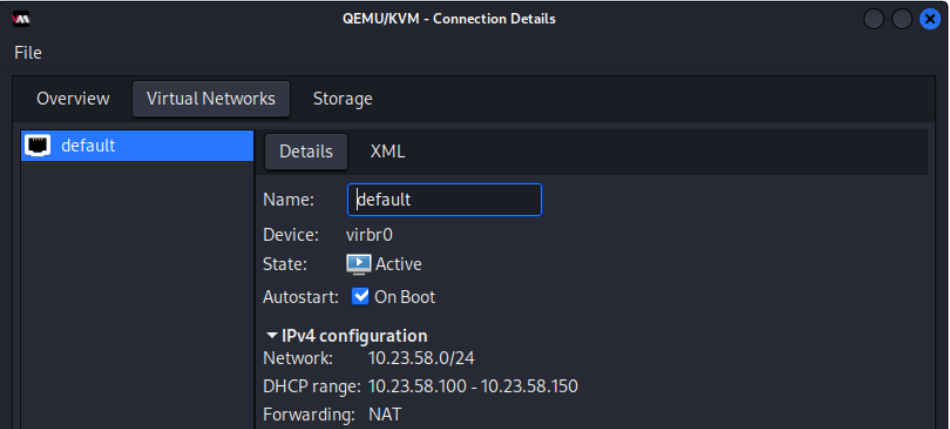 QEMU/KVM - Connection Details
File
Overview Virtual Networks Storage
default
Details XML
Name: default
Device: virbr0
State: Active
Autostart: On Boot
IPv4 configuration
Network: 10.23.58.0/24
DHCP range: 10.23.58.100 - 10.23.58.150
Forwarding: NAT